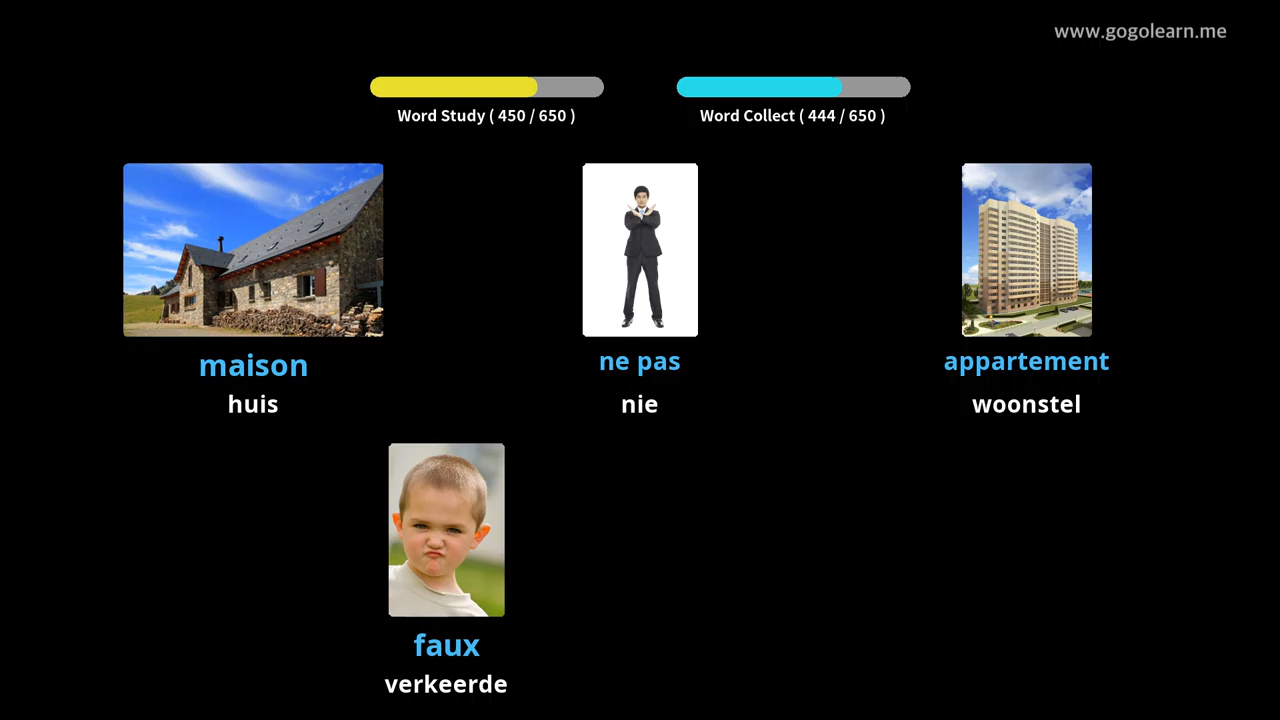 www.gogolearn.me
Word Study ( 450 / 650 )
Word Collect ( 444 / 650 )
maison
huis
ne pas
nie
appartement
woonstel
faux
verkeerde